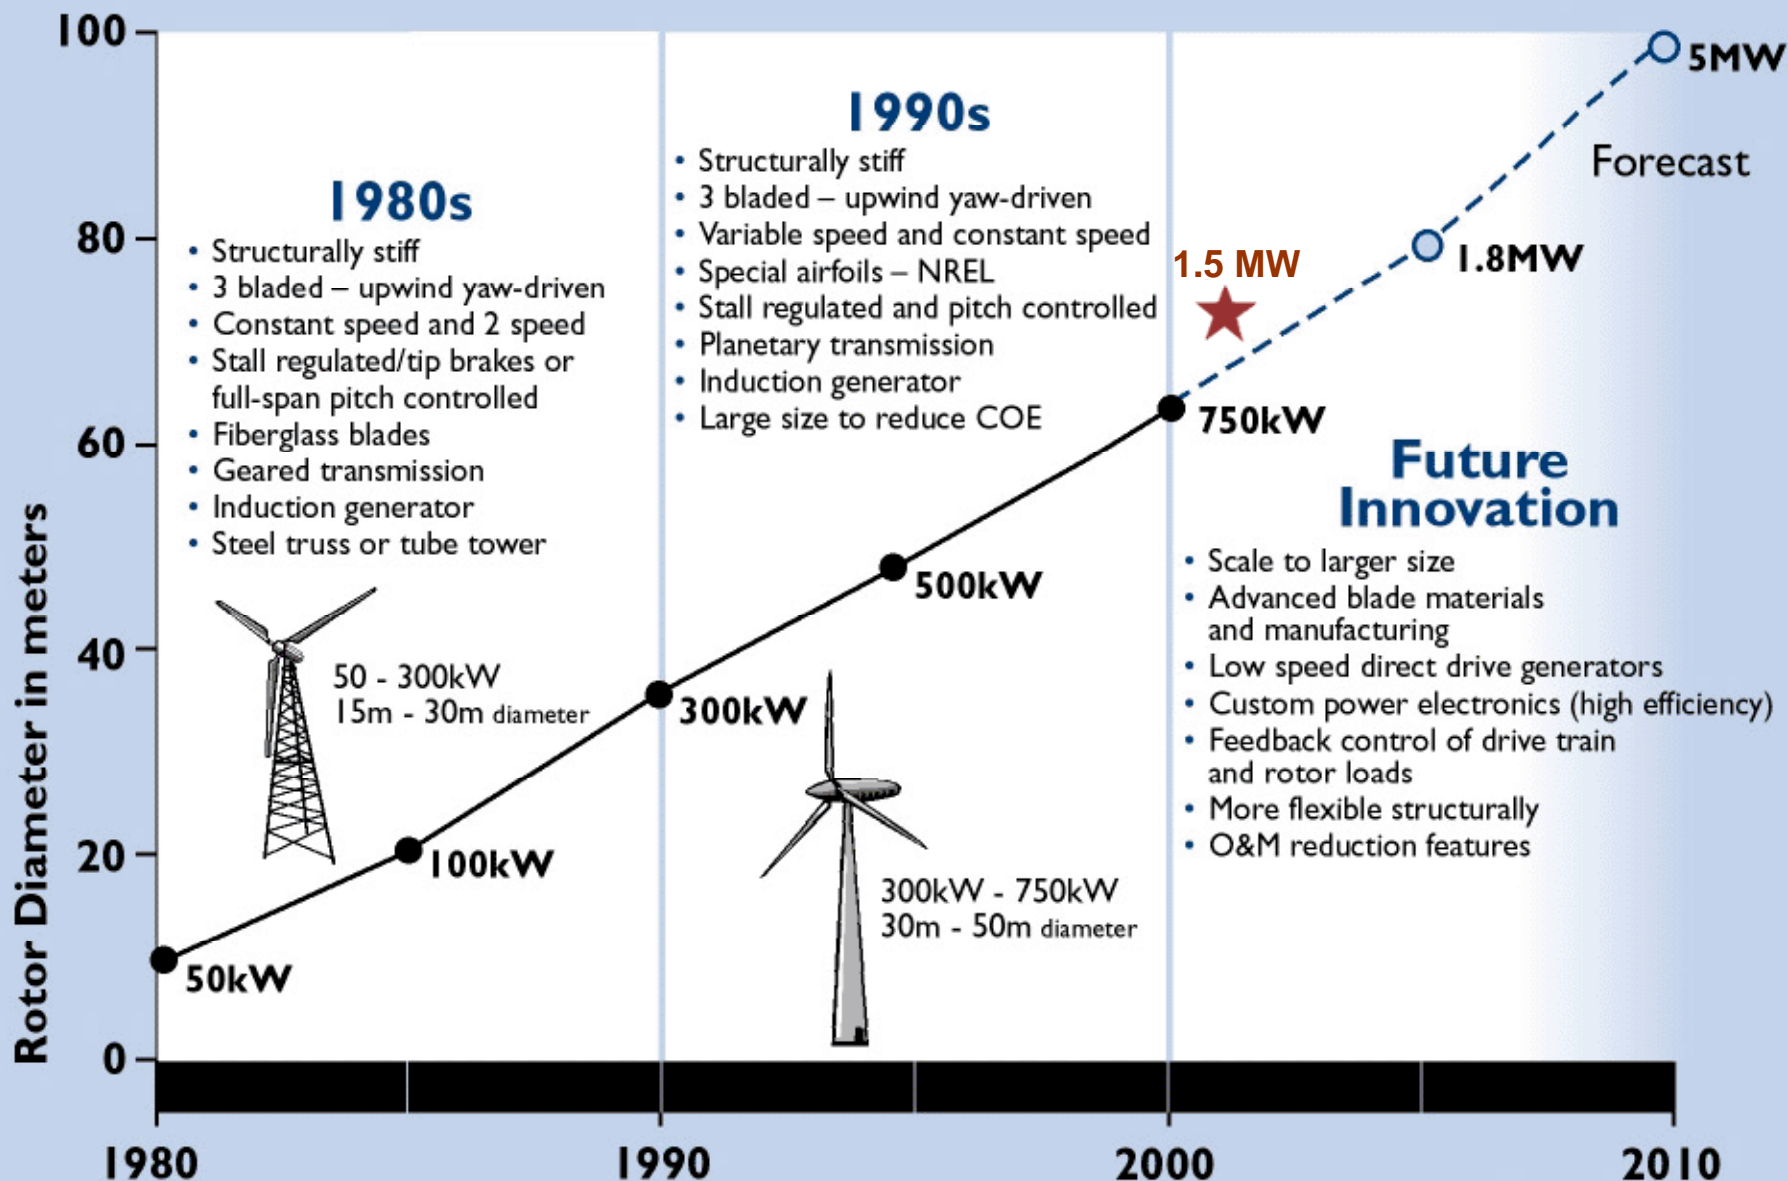 Rotor Diameter in meters
100
80
60
40
20
0
1980s
• Structurally stiff
• 3 bladed – upwind yaw-driven
• Constant speed and 2 speed
• Stall regulated/tip brakes or
full-span pitch controlled
• Fiberglass blades
• Geared transmission
• Induction generator
• Steel truss or tube tower
50 - 300kW
15m - 30m diameter
50kW
100kW
300kW
1990s
• Structurally stiff
• 3 bladed – upwind yaw-driven
• Variable speed and constant speed
• Special airfoils – NREL
• Stall regulated and pitch controlled
• Planetary transmission
• Induction generator
• Large size to reduce COE
500kW
300kW - 750kW
30m - 50m diameter
1.5 MW
750kW
1.8MW
5MW
Forecast
Future
Innovation
• Scale to larger size
• Advanced blade materials
and manufacturing
• Low speed direct drive generators
• Custom power electronics (high efficiency)
• Feedback control of drive train
and rotor loads
• More flexible structurally
• O&M reduction features
1980
1990
2000
2010